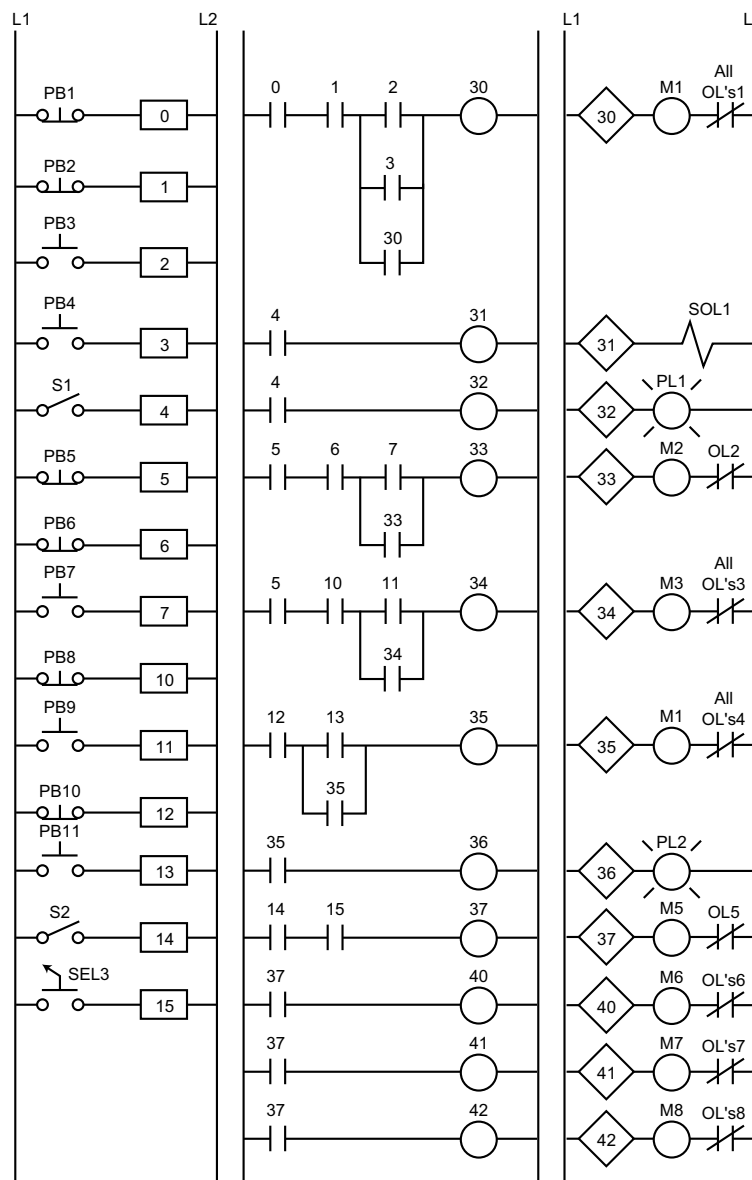 L1 L2 L1 L
PB1 0 0 1 2 30 30 M1 All
OL's1
PB2 1 3
PB3 2 30
PB4 3 4 31 31 SOL1
S1 4 4 32 32 PL1
PB5 5 5 6 7 33 33 M2 OL2
PB6 6 33
PB7 7 5 10 11 34 34 M3 All
OL's3
PB8 10 34
PB9 11 12 13 35 35 M1 All
OL's4
PB10 12 35
PB11 13 35 36 36 PL2
S2 14 14 15 37 37 M5 OL5
SEL3 15 37 40 40 M6 OL's6
37 41 41 M7 OL's7
37 42 42 M8 OL's8